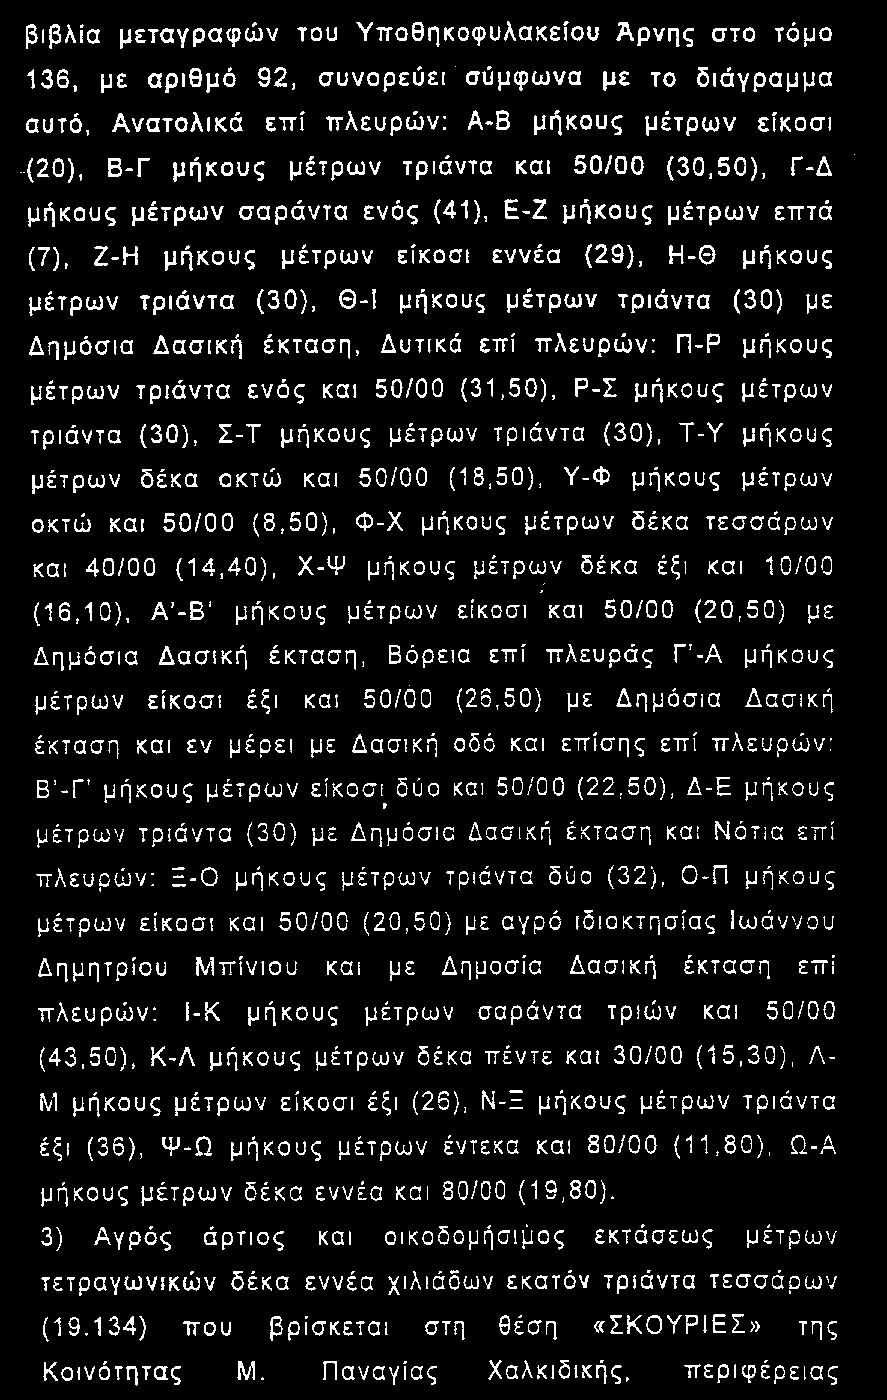 βιβλία μεταγραφών του Υποθηκοφυλακείου Άρνης στο τόμο
136, με αριθμό 92, συνορεύει σύμφωνα με το διάγραμμα
αυτό, Ανατολικά επί πλευρών: Α-Β μήκους μέτρων είκοσι
(20), Β-Γ μήκους μέτρων τριάντα και 50/00 (30,50), Γ-Δ
μήκους μέτρων σαράντα ενός (41), Ε-Ζ μήκους μέτρων επτά
(7), Ζ-Η μήκους μέτρων είκοσι εννέα (29), Η-Θ μήκους
μέτρων τριάντα (30), Θ-Ι μήκους μέτρων τριάντα (30) με
Δημόσια Δασική έκταση, Δυτικά επί πλευρών: Π-Ρ μήκους
μέτρων τριάντα ενός και 50/00 (31,50), Ρ-Σ μήκους μέτρων
τριάντα (30), Σ-Τ μήκους μέτρων τριάντα (30), Τ-Υ μήκους
μέτρων δέκα οκτώ και 50/00 (18,50), Υ-Φ μήκους μέτρων
οκτώ και 50/00 (8,50), Φ-Χ μήκους μέτρων δέκα τεσσάρων
και 40/00 (14,40), Χ-Ψ μήκους μέτρων δέκα έξι και 10/00
(16,10), Α'-Β' μήκους μέτρων είκοσι και 50/00 (20,50) με
Δημόσια Δασική έκταση, Βόρεια επί πλευράς Γ'-Α μήκους
μέτρων είκοσι έξι και 50/00 (26,50) με Δημόσια Δασική
έκταση και εν μέρει με Δασική οδό και επίσης επί πλευρών:
Β'-Γ' μήκους μέτρων είκοσι δύο και 50/00 (22,50), Δ-Ε μήκους
μέτρων τριάντα (30) με Δημόσια Δασική έκταση και Νότια επί
πλευρών: Ξ-Ο μήκους μέτρων τριάντα δύο (32), Ο-Π μήκους
μέτρων είκοσι και 50/00 (20,50) με αγρό ιδιοκτησίας Ιωάννου
Δημητρίου Μπίνιου και με Δημοσία Δασική έκταση επί
πλευρών: Ι-Κ μήκους μέτρων σαράντα τριών και 50/00
(43,50), Κ-Λ μήκους μέτρων δέκα πέντε και 30/00 (15,30), Λ-
Μ μήκους μέτρων είκοσι έξι (26), Ν-Ξ μήκους μέτρων τριάντα
έξι (36), Ψ-Ω μήκους μέτρων έντεκα και 80/00 (11,80), Ω-Α
μήκους μέτρων δέκα εννέα και 80/00 (19,80).
3) Αγρός άρτιος και οικοδομήσιμος εκτάσεως μέτρων
τετραγωνικών δέκα εννέα χιλιάδων εκατόν τριάντα τεσσάρων
(19.134) που βρίσκεται στη θέση «ΣΚΟΥΡΙΕΣ» της
Κοινότητας Μ. Παναγίας Χαλκιδικής, περιφέρειας